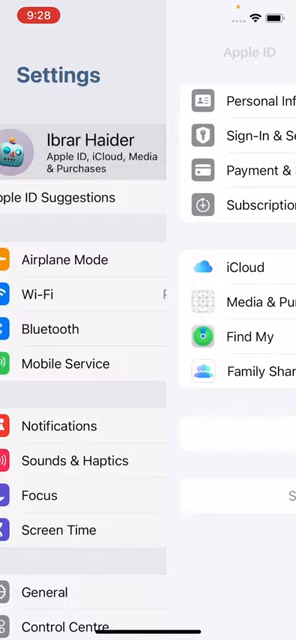 9:28
Settings
Ibrar Haider
Apple ID, iCloud, Media
& Purchases
pple ID Suggestions
Airplane Mode
Wi-Fi
Bluetooth
Mobile Service
Notifications
Sounds & Haptics
Focus
Screen Time
General
Control Centre
Apple ID
Personal Inf
Sign-In & Se
Payment &
Subscription
iCloud
Media & Pur
Find My
Family Shar
S